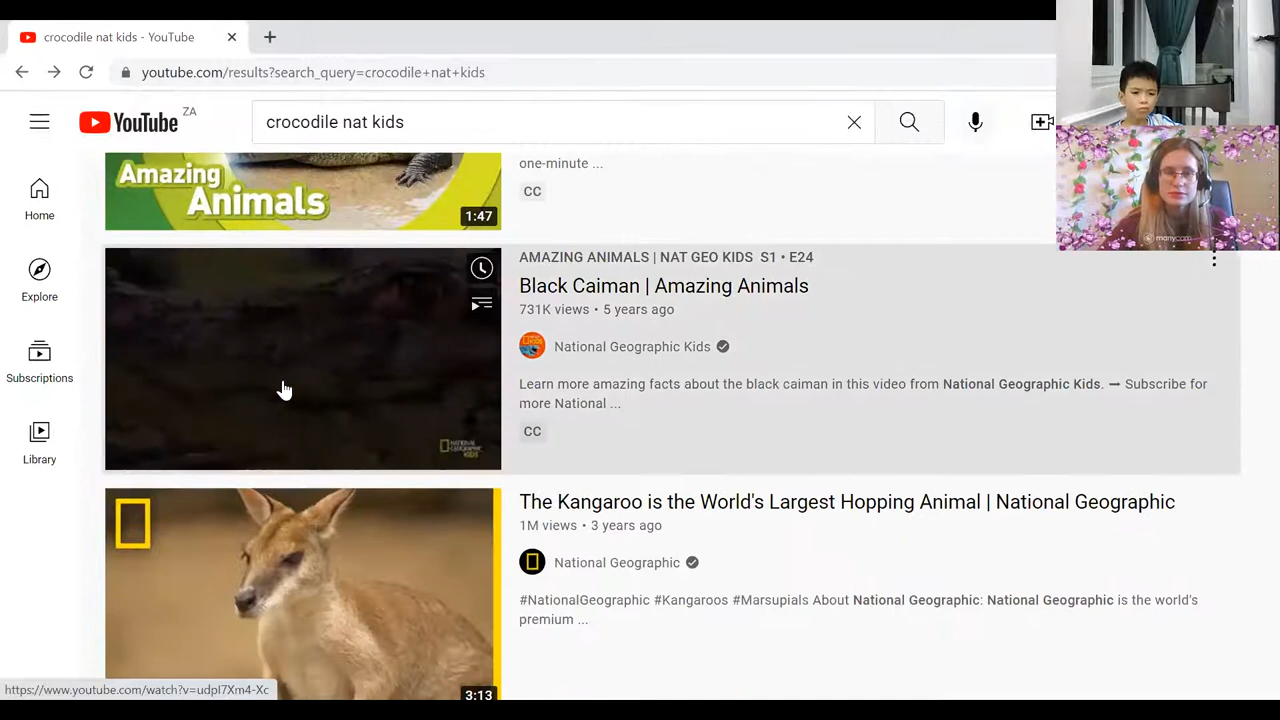 crocodile nat kids - YouTube
youtube.com/results?search_query=crocodile+nat+kids
YouTube ZA
crocodile nat kids
Home
Explore
Subscriptions
Library
Amazing
Animals
1:47
one-minute ...
CC
AMAZING ANIMALS | NAT GEO KIDS S1 • E24
Black Caiman | Amazing Animals
731K views • 5 years ago
National Geographic Kids
Learn more amazing facts about the black caiman in this video from National Geographic Kids. ➞ Subscribe for
more National ...
CC
NATIONAL
GEOGRAPHIC
KIDS
The Kangaroo is the World's Largest Hopping Animal | National Geographic
1M views • 3 years ago
National Geographic
#NationalGeographic #Kangaroos #Marsupials About National Geographic: National Geographic is the world's
premium ...
3:13
https://www.youtube.com/watch?v=udpI7Xm4-Xc
manycam